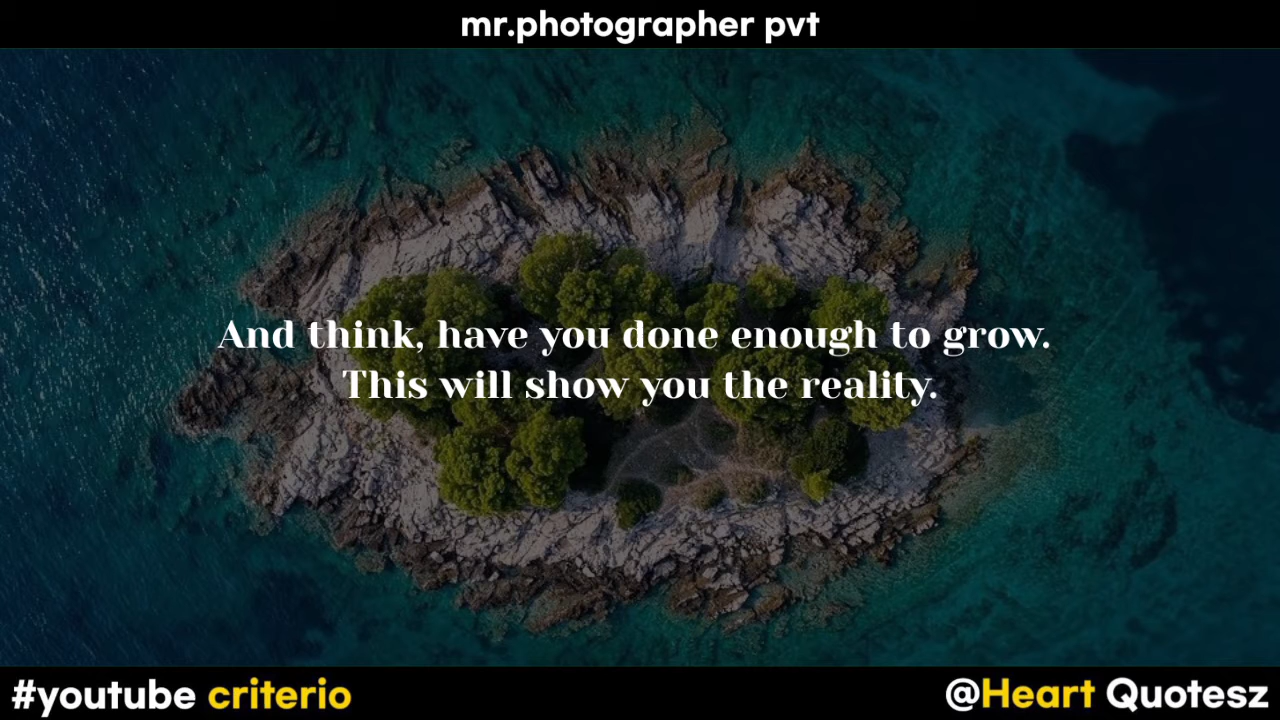 mr.photographer pvt
And think, have you done enough to grow.
This will show you the reality.
#youtube criterio
@Heart Quotesz